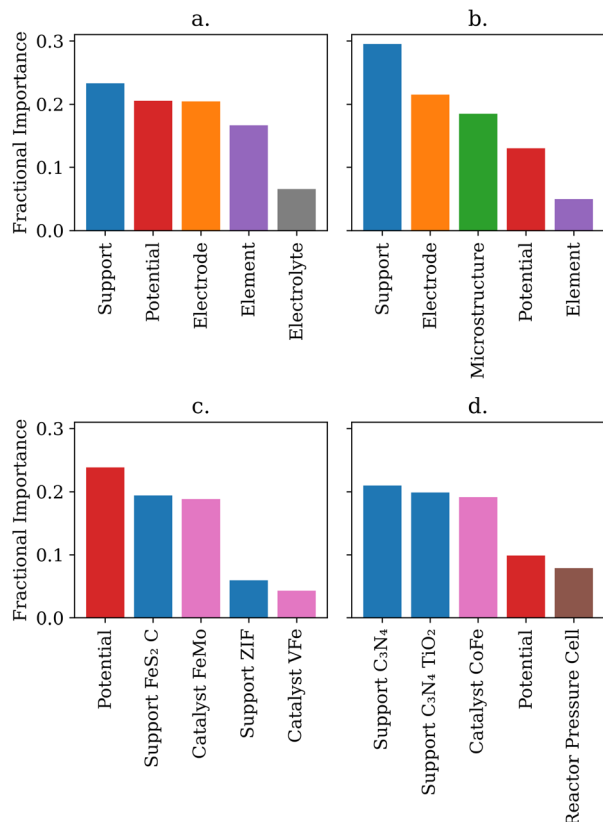 a.
b.
Fractional Importance
0.3
0.2
0.1
0.0
Support
Potential
Electrode
Element
Electrolyte
Support
Electrode
Microstructure
Potential
Element
c.
d.
Fractional Importance
0.3
0.2
0.1
0.0
Potential
Support FeS₂ C
Catalyst FeMo
Support ZIF
Catalyst VFe
Support C₃N₄
Support C₃N₄ TiO₂
Catalyst CoFe
Potential
Reactor Pressure Cell